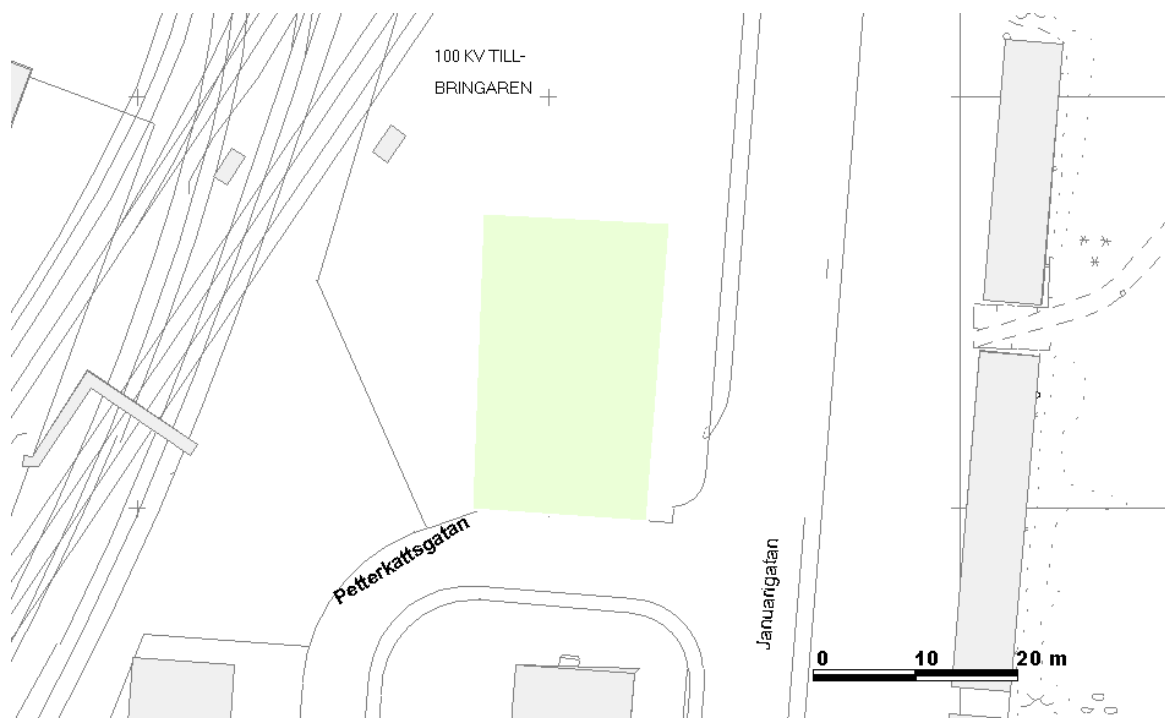 100 KV TILL-
BRINGAREN
Petterkattsgatan
Januarigatan
0 10 20 m